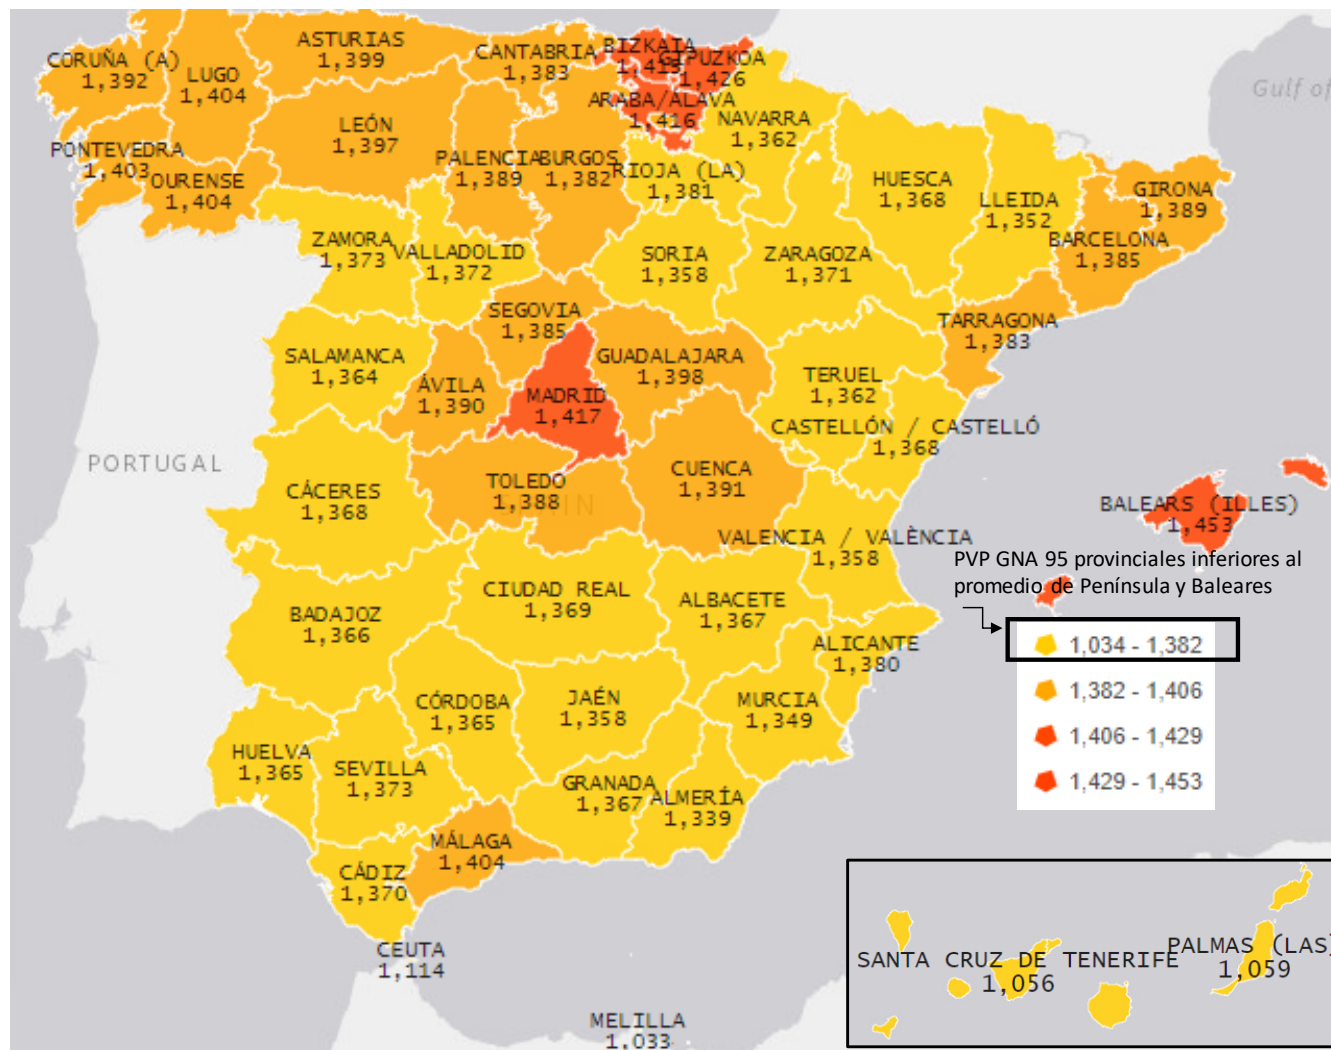 ASTURIAS
1,399
CANTABRIA
1,383
BIZKAIA
GIPUZKOA
1,426
CORUÑA (A)
1,392
LUGO
1,404
ARABA/ÁLAVA
1,416
NAVARRA
1,362
Gulf of
LEÓN
1,397
PONTEVEDRA
1,403
OURENSE
1,404
PALENCIA
1,389
BURGOS
1,382
RIOJA (LA)
1,381
HUESCA
1,368
LLEIDA
1,352
GIRONA
1,389
BARCELONA
1,385
ZAMORA
1,373
VALLADOLID
1,372
SORIA
1,358
ZARAGOZA
1,371
SEGOVIA
1,385
TARRAGONA
1,383
SALAMANCA
1,364
ÁVILA
1,390
MADRID
1,417
GUADALAJARA
1,398
TERUEL
1,362
CASTELLÓN / CASTELLÓ
1,368
PORTUGAL
CÁCERES
1,368
TOLEDO
1,388
CUENCA
1,391
BALEARS (ILLES)
1,453
VALENCIA / VALÈNCIA
1,358
PVP GNA 95 provinciales inferiores al
promedio de Península y Baleares
1,034 - 1,382
1,382 - 1,406
1,406 - 1,429
1,429 - 1,453
BADAJOZ
1,366
CIUDAD REAL
1,369
ALBACETE
1,367
ALICANTE
1,380
CÓRDOBA
1,365
JAÉN
1,358
MURCIA
1,349
HUELVA
1,365
SEVILLA
1,373
GRANADA
1,367
ALMERÍA
1,339
MÁLAGA
1,404
CÁDIZ
1,370
CEUTA
1,114
MELILLA
1,033
SANTA CRUZ DE TENERIFE
1,056
PALMAS (LAS)
1,059